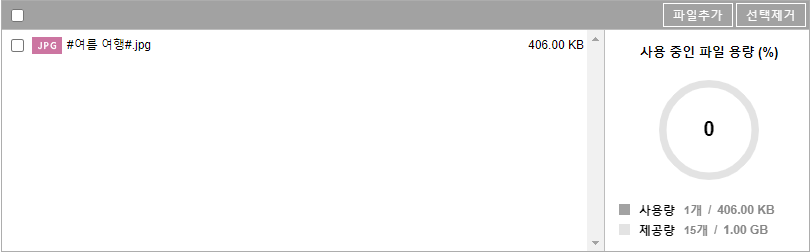 파일추가 선택제거
JPG #여름 여행#.jpg 406.00 KB
사용 중인 파일 용량 (%)
0
사용량 1개 / 406.00 KB
제공량 15개 / 1.00 GB